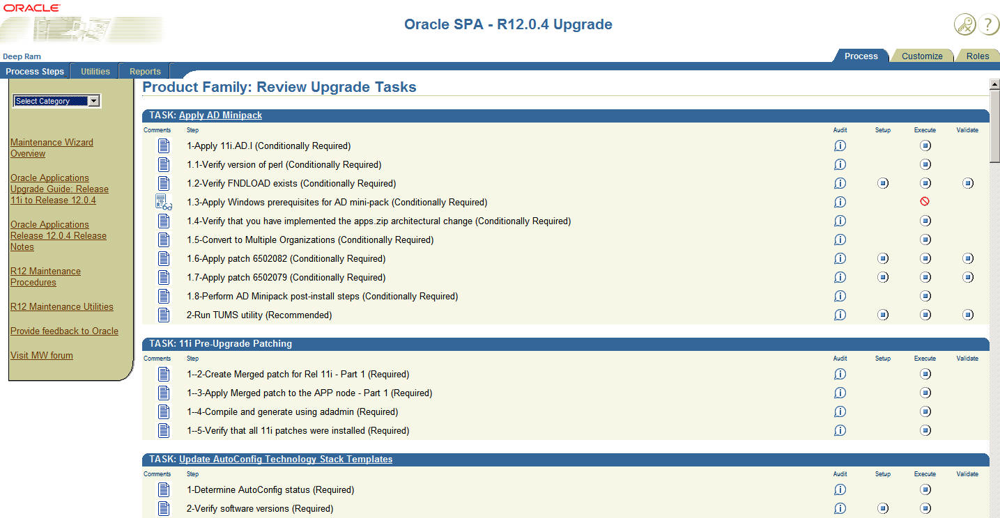 ORACLE
Oracle SPA - R12.0.4 Upgrade
?
Deep Ram
Process Customize Roles
Process Steps Utilities Reports
Select Category
Maintenance Wizard
Overview
Oracle Applications
Upgrade Guide: Release
11i to Release 12.0.4
Oracle Applications
Release 12.0.4 Release
Notes
R12 Maintenance
Procedures
R12 Maintenance Utilities
Provide feedback to Oracle
Visit MW forum
Product Family: Review Upgrade Tasks
TASK: Apply AD Minipack
Comments Step Audit Setup Execute Validate
1-Apply 11i.AD.I (Conditionally Required)
1.1-Verify version of perl (Conditionally Required)
1.2-Verify FNDLOAD exists (Conditionally Required)
1.3-Apply Windows prerequisites for AD mini-pack (Conditionally Required)
1.4-Verify that you have implemented the apps.zip architectural change (Conditionally Required)
1.5-Convert to Multiple Organizations (Conditionally Required)
1.6-Apply patch 6502082 (Conditionally Required)
1.7-Apply patch 6502079 (Conditionally Required)
1.8-Perform AD Minipack post-install steps (Conditionally Required)
2-Run TUMS utility (Recommended)
TASK: 11i Pre-Upgrade Patching
Comments Step Audit Setup Execute Validate
1--2-Create Merged patch for Rel 11i - Part 1 (Required)
1--3-Apply Merged patch to the APP node - Part 1 (Required)
1--4-Compile and generate using adadmin (Required)
1--5-Verify that all 11i patches were installed (Required)
TASK: Update AutoConfig Technology Stack Templates
Comments Step Audit Setup Execute Validate
1-Determine AutoConfig status (Required)
2-Verify software versions (Required)